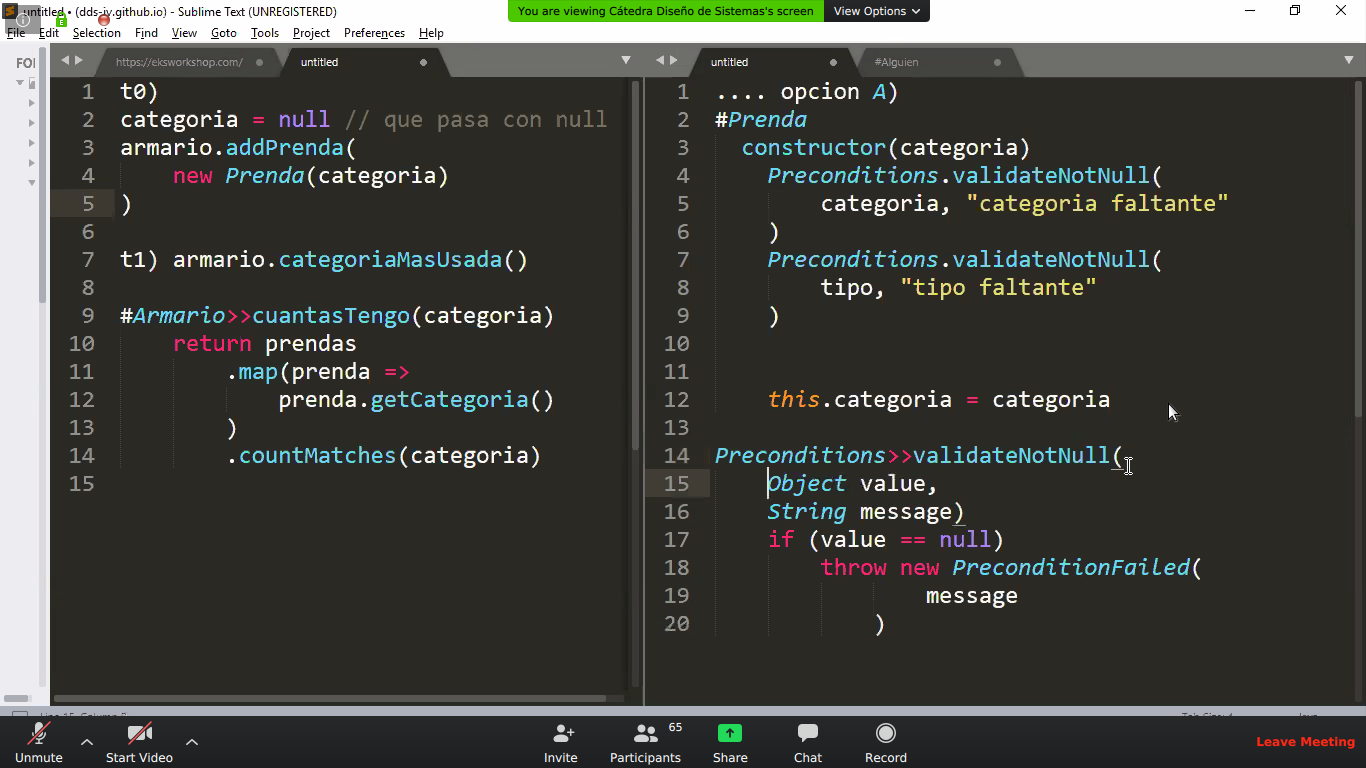 untitled • (dds-jv.github.io) - Sublime Text (UNREGISTERED)
You are viewing Cátedra Diseño de Sistemas's screen
View Options
File Edit Selection Find View Goto Tools Project Preferences Help
FOI
https://eksworkshop.com/
untitled
untitled
#Alguien
1 t0)
2 categoria = null // que pasa con null
3 armario.addPrenda(
4 new Prenda(categoria)
5 )
6
7 t1) armario.categoriaMasUsada()
8
9 #Armario>>cuantasTengo(categoria)
10 return prendas
11 .map(prenda =>
12 prenda.getCategoria()
13 )
14 .countMatches(categoria)
15
1 .... opcion A)
2 #Prenda
3 constructor(categoria)
4 Preconditions.validateNotNull(
5 categoria, "categoria faltante"
6 )
7 Preconditions.validateNotNull(
8 tipo, "tipo faltante"
9 )
10
11
12 this.categoria = categoria
13
14 Preconditions>>validateNotNull(
15 Object value,
16 String message)
17 if (value == null)
18 throw new PreconditionFailed(
19 message
20 )
Unmute
Start Video
Invite
65
Participants
Share
Chat
Record
Leave Meeting